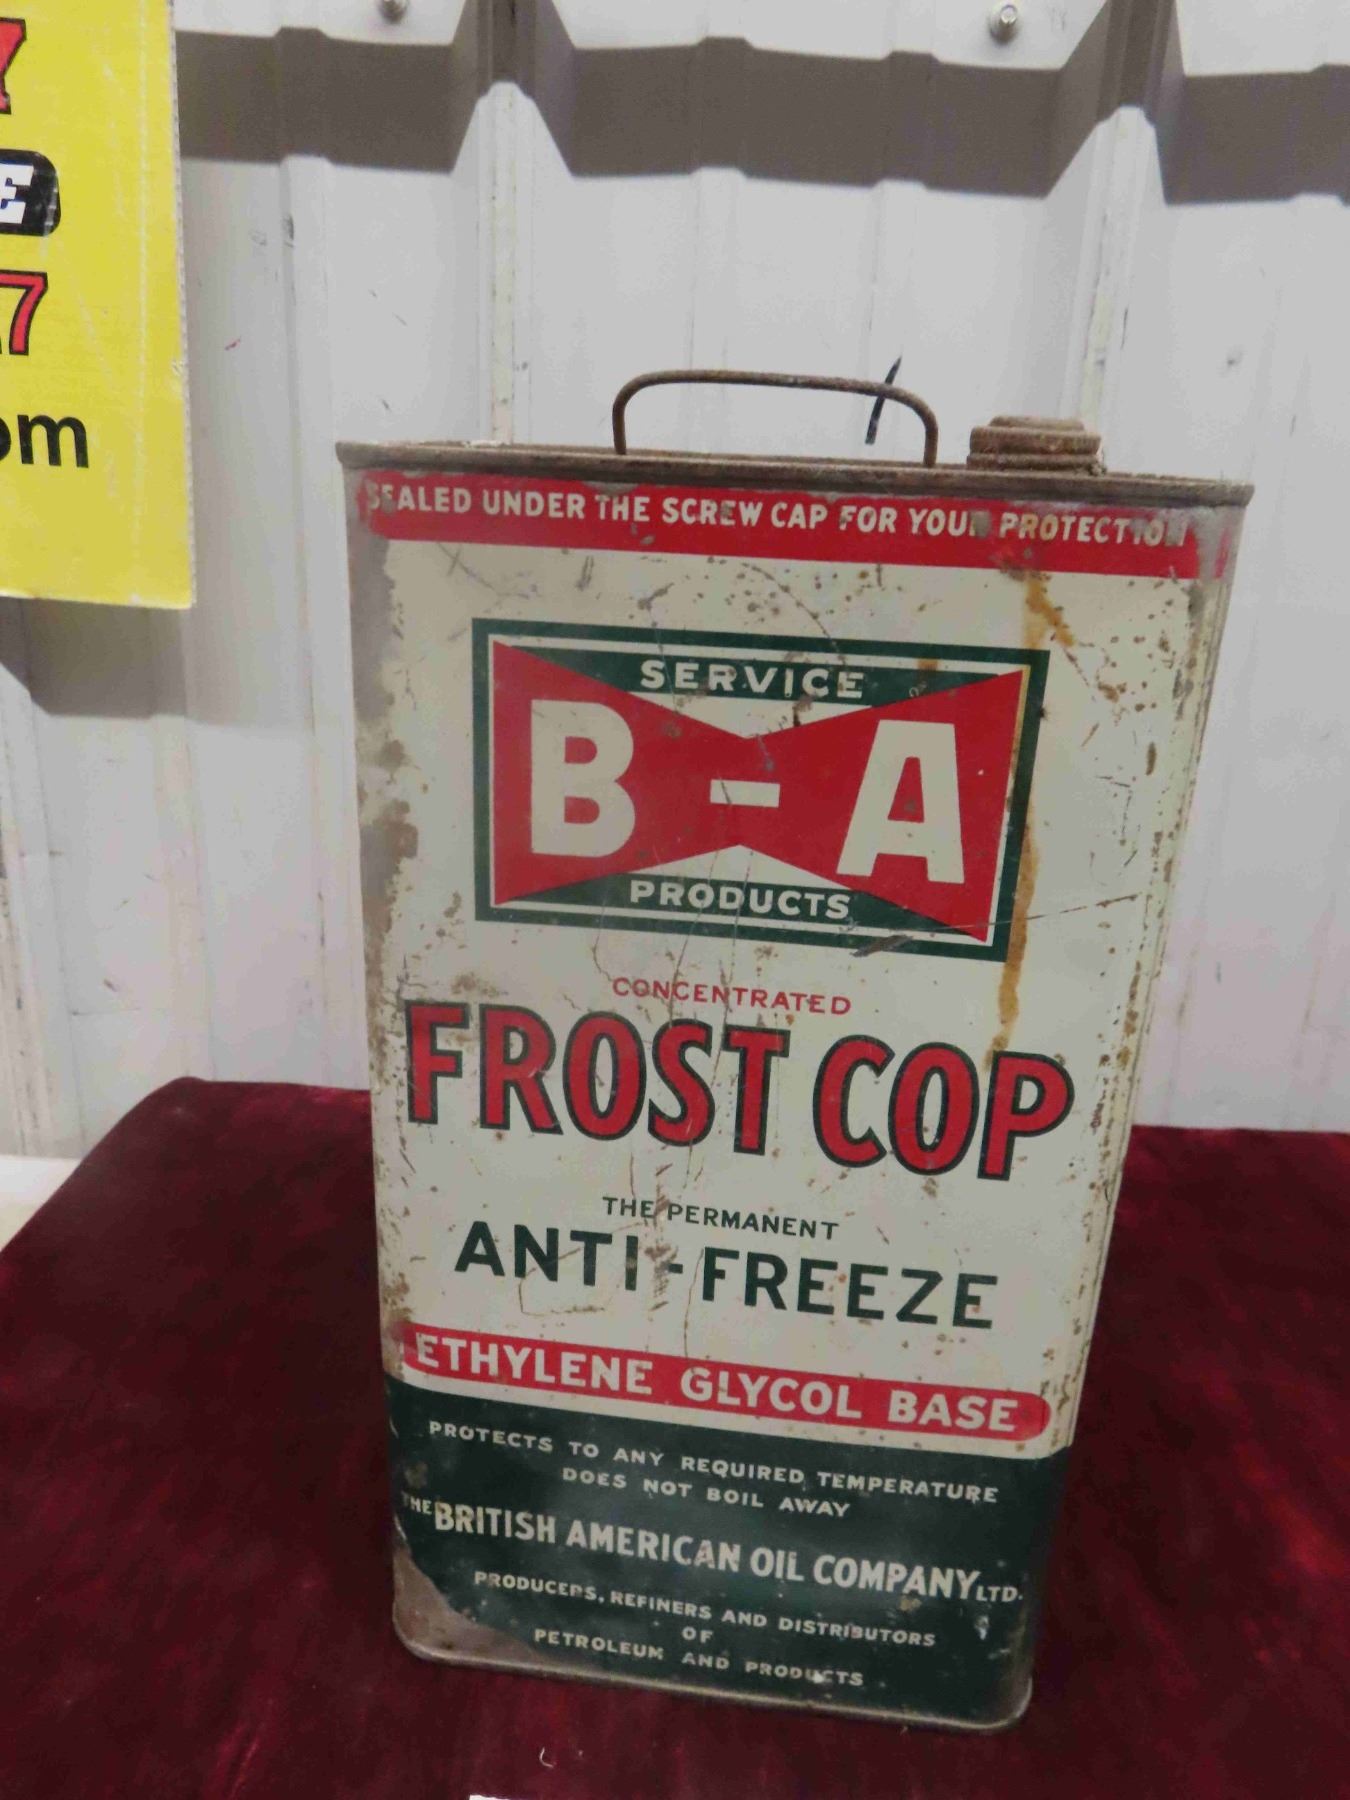 E
7
om
SEALED UNDER THE SCREW CAP FOR YOUR PROTECTION
SERVICE
B-A
PRODUCTS
CONCENTRATED
FROST COP
THE PERMANENT
ANTI-FREEZE
ETHYLENE GLYCOL BASE
PROTECTS TO ANY REQUIRED TEMPERATURE
DOES NOT BOIL AWAY
THE BRITISH AMERICAN OIL COMPANY LTD.
PRODUCERS, REFINERS AND DISTRIBUTORS
OF
PETROLEUM AND PRODUCTS